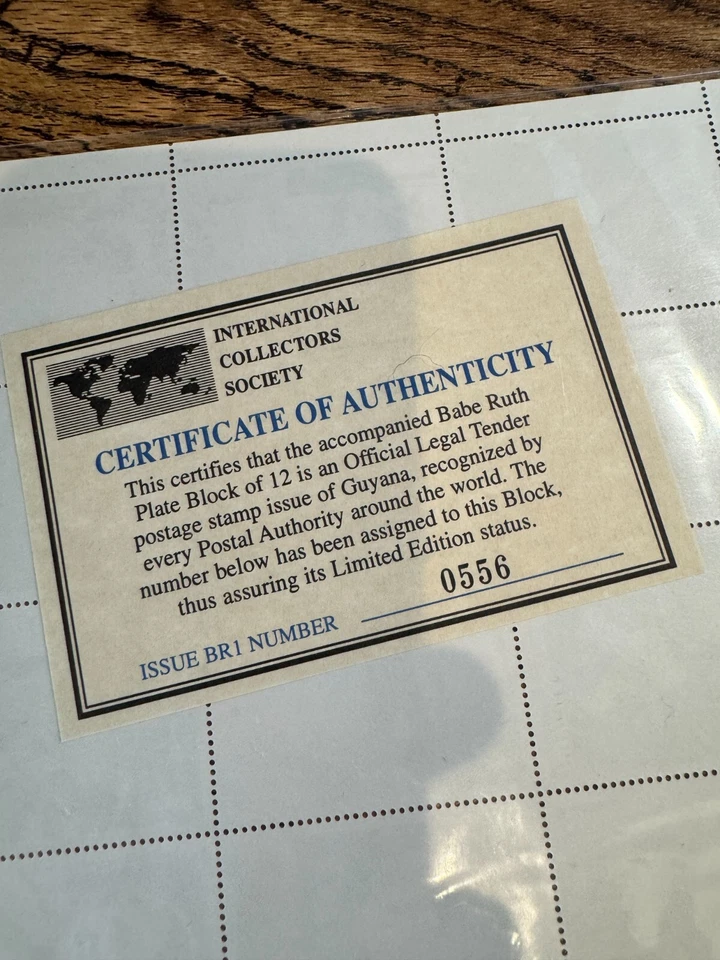 INTERNATIONAL
COLLECTORS
SOCIETY
CERTIFICATE OF AUTHENTICITY
This certifies that the accompanied Babe Ruth
Plate Block of 12 is an Official Legal Tender
postage stamp issue of Guyana, recognized by
every Postal Authority around the world. The
number below has been assigned to this Block,
thus assuring its Limited Edition status.
ISSUE BR1 NUMBER 0556